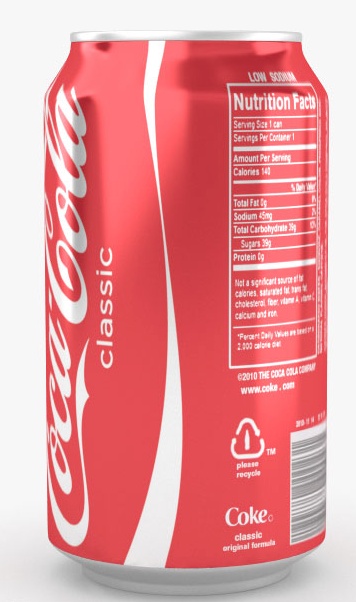 Coca-Cola
classic
LOW SODIUM
Nutrition Facts
Serving Size 1 can
Servings Per Container 1
Amount Per Serving
Calories 140
% Daily Value*
Total Fat 0g
Sodium 45mg
Total Carbohydrate 39g
Sugars 39g
Protein 0g
Not a significant source of fat
calories, saturated fat, trans fat,
cholesterol, fiber, vitamin A, vitamin C,
calcium and iron.
*Percent Daily Values are based on a
2,000 calorie diet.
©2010 THE COCA COLA COMPANY
www.coke.com
TM
please
recycle
Coke
classic
original formula